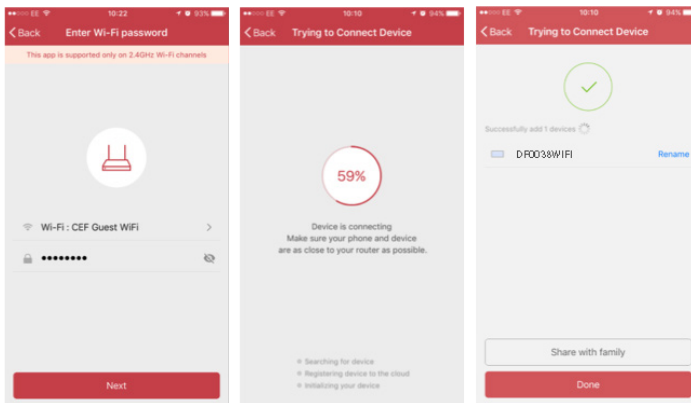 EE 10:22 93%
Back Enter Wi-Fi password
This app is supported only on 2.4GHz Wi-Fi channels
Wi-Fi : CEF Guest WiFi
••••••••
Next
EE 10:10 94%
Back Trying to Connect Device
59%
Device is connecting
Make sure your phone and device
are as close to your router as possible.
Searching for device
Registering device to the cloud
Initializing your device
EE 10:10 94%
Back Trying to Connect Device
Successfully add 1 devices
DF0038WIFI Rename
Share with family
Done